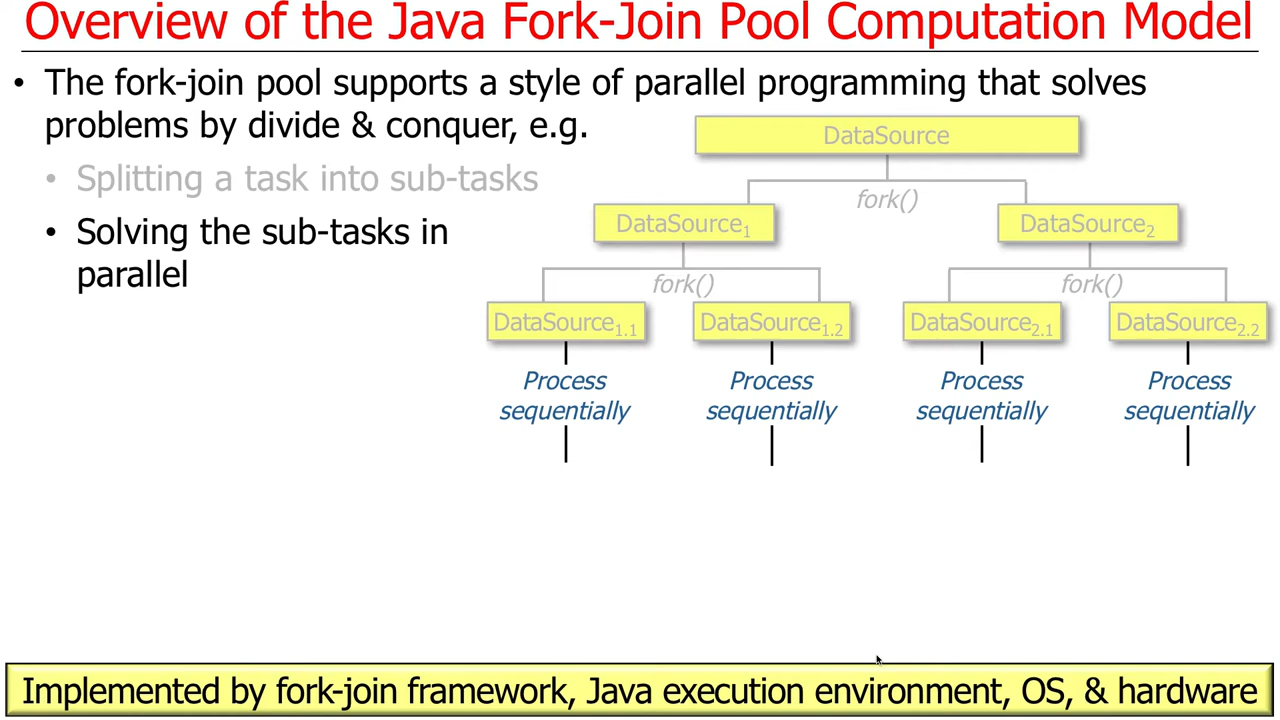 Overview of the Java Fork-Join Pool Computation Model
• The fork-join pool supports a style of parallel programming that solves
problems by divide & conquer, e.g.
• Splitting a task into sub-tasks
• Solving the sub-tasks in
parallel
DataSource
fork()
DataSource1 DataSource2
fork() fork()
DataSource1.1 DataSource1.2 DataSource2.1 DataSource2.2
Process Process Process Process
sequentially sequentially sequentially sequentially
Implemented by fork-join framework, Java execution environment, OS, & hardware